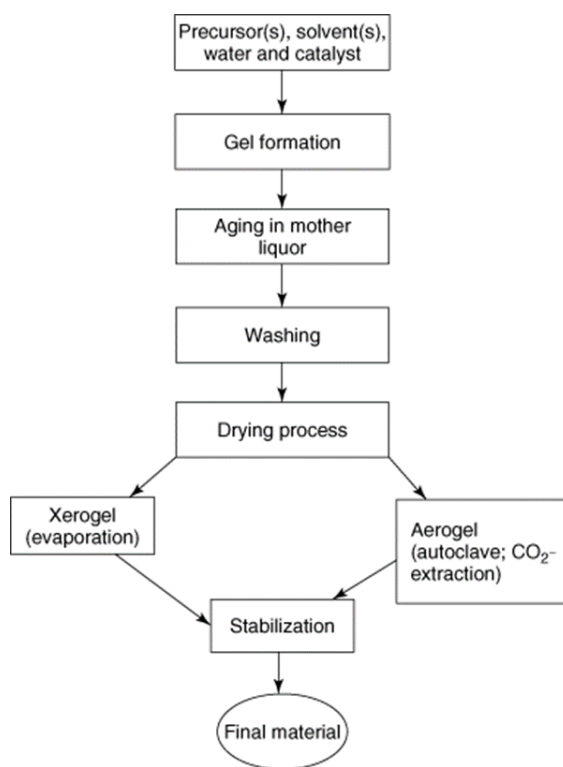 Precursor(s), solvent(s),
water and catalyst
Gel formation
Aging in mother
liquor
Washing
Drying process
Xerogel
(evaporation)
Aerogel
(autoclave; CO₂-
extraction)
Stabilization
Final material